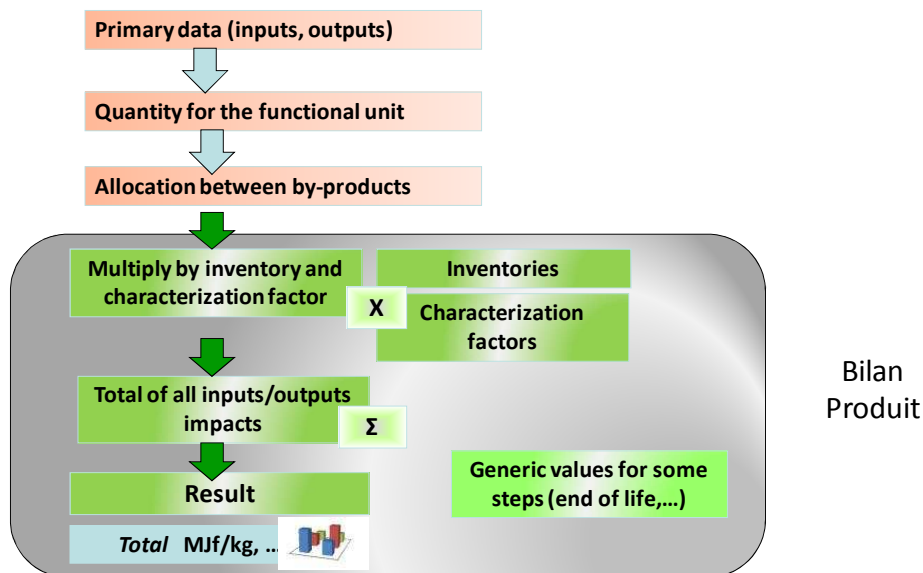 Primary data (inputs, outputs)
Quantity for the functional unit
Allocation between by-products
Multiply by inventory and
characterization factor
X
Inventories
Characterization
factors
Total of all inputs/outputs
impacts
Σ
Bilan
Produit
Generic values for some
steps (end of life,...)
Result
Total MJf/kg, ...